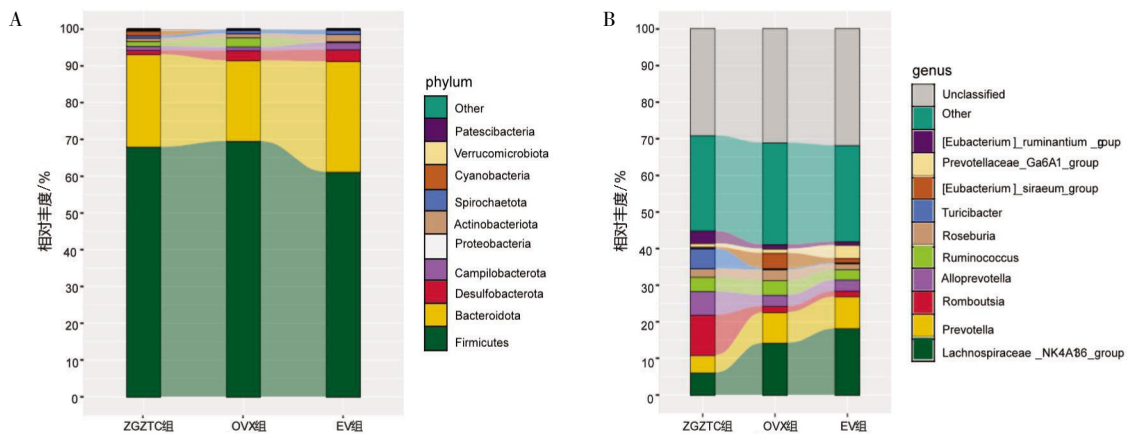 A
相对丰度/%
100
90
80
70
60
50
40
30
20
10
0
ZGZTC组
OVX组
EV组
phylum
Other
Patescibacteria
Verrucomicrobiota
Cyanobacteria
Spirochaetota
Actinobacteriota
Proteobacteria
Campilobacterota
Desulfobacterota
Bacteroidota
Firmicutes
B
相对丰度/%
100
90
80
70
60
50
40
30
20
10
0
ZGZTC组
OVX组
EV组
genus
Unclassified
Other
[Eubacterium]_ruminantium _gpup
Prevotellaceae_Ga6A1_group
[Eubacterium]_siraeum_group
Turicibacter
Roseburia
Ruminococcus
Alloprevotella
Romboutsia
Prevotella
Lachnospiraceae _NK4A136_group